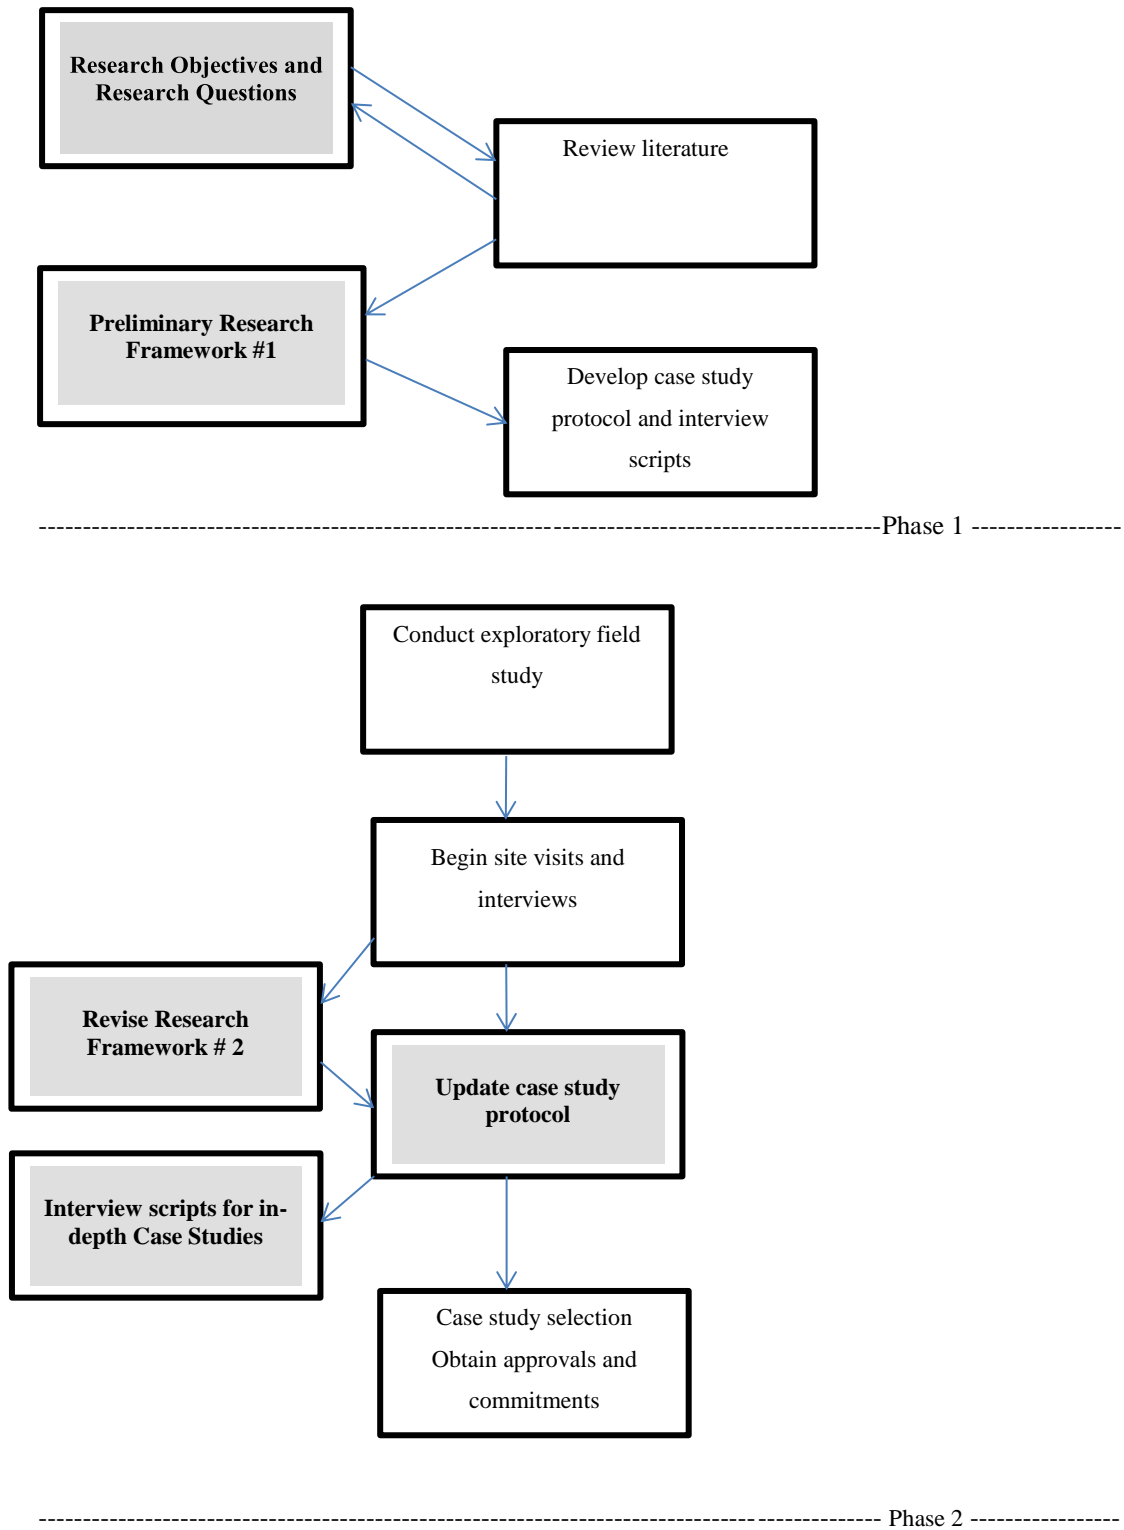 Research Objectives and
Research Questions
Review literature
Preliminary Research
Framework #1
Develop case study
protocol and interview
scripts
-----------------------------------------------------------------------------------------------Phase 1 -----------------
Conduct exploratory field
study
Begin site visits and
interviews
Revise Research
Framework # 2
Update case study
protocol
Interview scripts for in-
depth Case Studies
Case study selection
Obtain approvals and
commitments
----------------------------------------------------------------------------------- -------------- Phase 2 -----------------